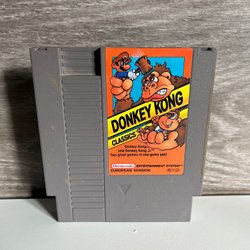 DONKEY KONG
CLASSICS
Donkey Kong
and Donkey Kong Jr.
Two great games in one game pak!
Nintendo ENTERTAINMENT SYSTEM
EUROPEAN VERSION